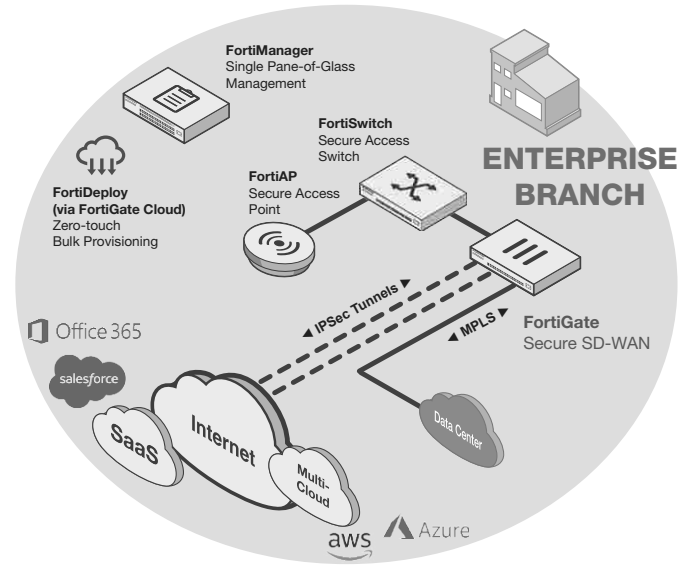 FortiManager
Single Pane-of-Glass
Management
FortiSwitch
Secure Access
Switch
ENTERPRISE
BRANCH
FortiDeploy
(via FortiGate Cloud)
Zero-touch
Bulk Provisioning
FortiAP
Secure Access
Point
IPSec Tunnels
MPLS
FortiGate
Secure SD-WAN
Office 365
salesforce
SaaS
Internet
Multi-
Cloud
Data Center
aws
Azure